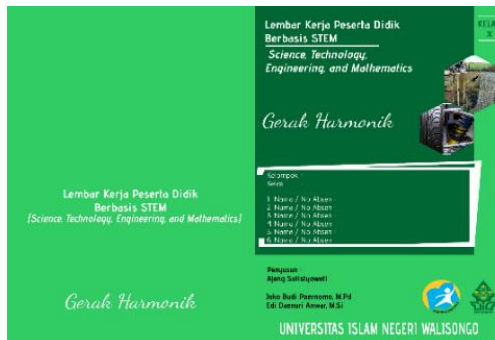 Lembar Kerja Peserta Didik
Berbasis STEM
[Science, Technology, Engineering, and Mathematics]
Gerak Harmonik
Lembar Kerja Peserta Didik
Berbasis STEM
Science, Technology,
Engineering, and Mathematics
KELA
X
Gerak Harmonik
Kelompok
Kelas
1. Nama / No Absen
2. Nama / No Absen
3. Nama / No Absen
4. Nama / No Absen
5. Nama / No Absen
6. Nama / No Absen
Penyusun :
Ajeng Sulistyowati
Joko Budi Poernomo, M.Pd
Edi Daenuri Anwar, M.Si
UNIVERSITAS ISLAM NEGERI WALISONGO